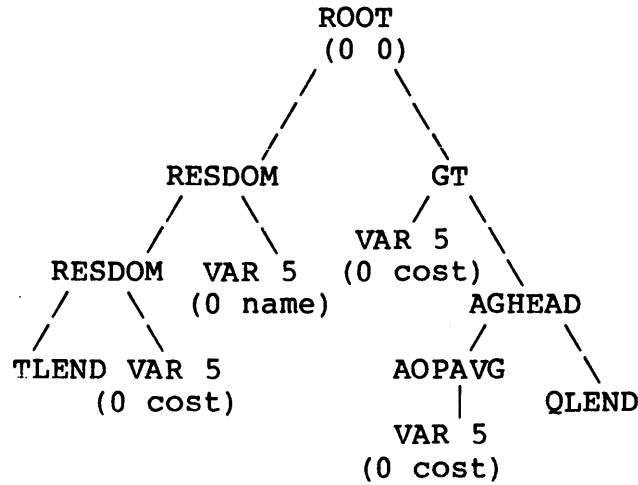 ROOT
(0 0)
RESDOM GT
RESDOM VAR 5 VAR 5
(0 name) (0 cost)
AGHEAD
TLEND VAR 5 AOPAVG
(0 cost) QLEND
VAR 5
(0 cost)